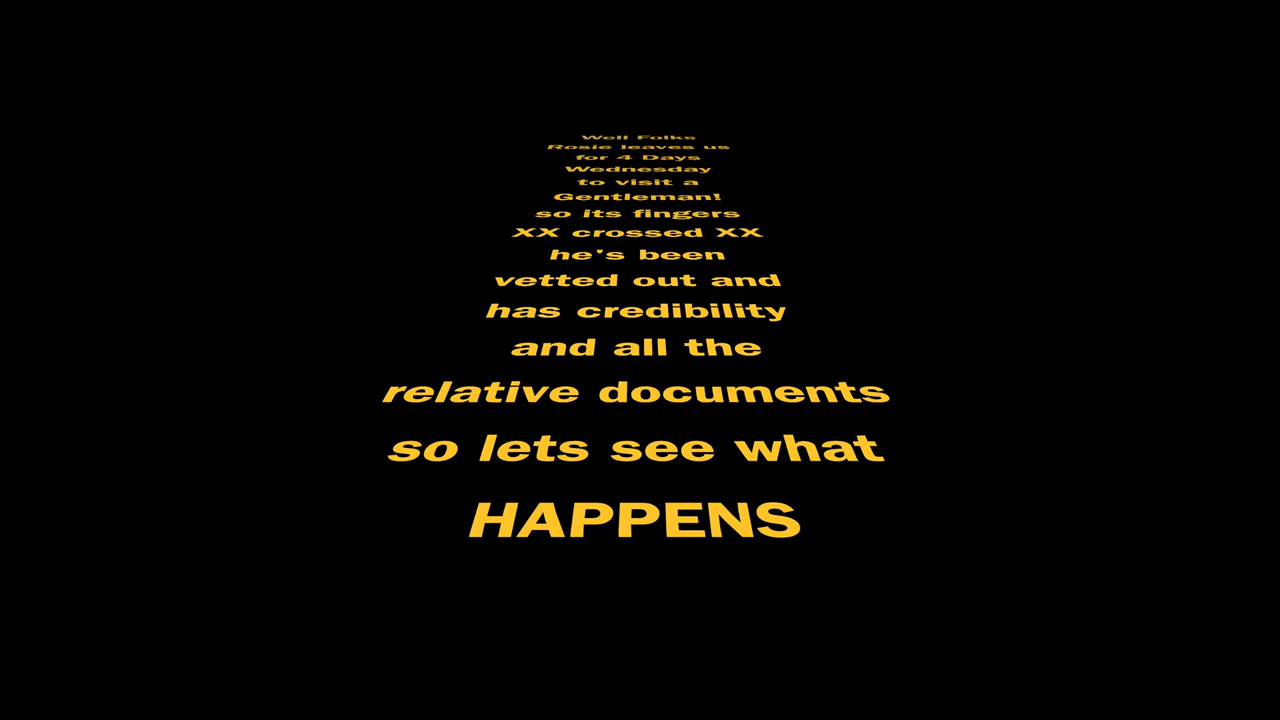 Well Folks
Rosie leaves us
for 4 Days
Wednesday
to visit a
Gentleman!
so its fingers
XX crossed XX
he's been
vetted out and
has credibility
and all the
relative documents
so lets see what
HAPPENS